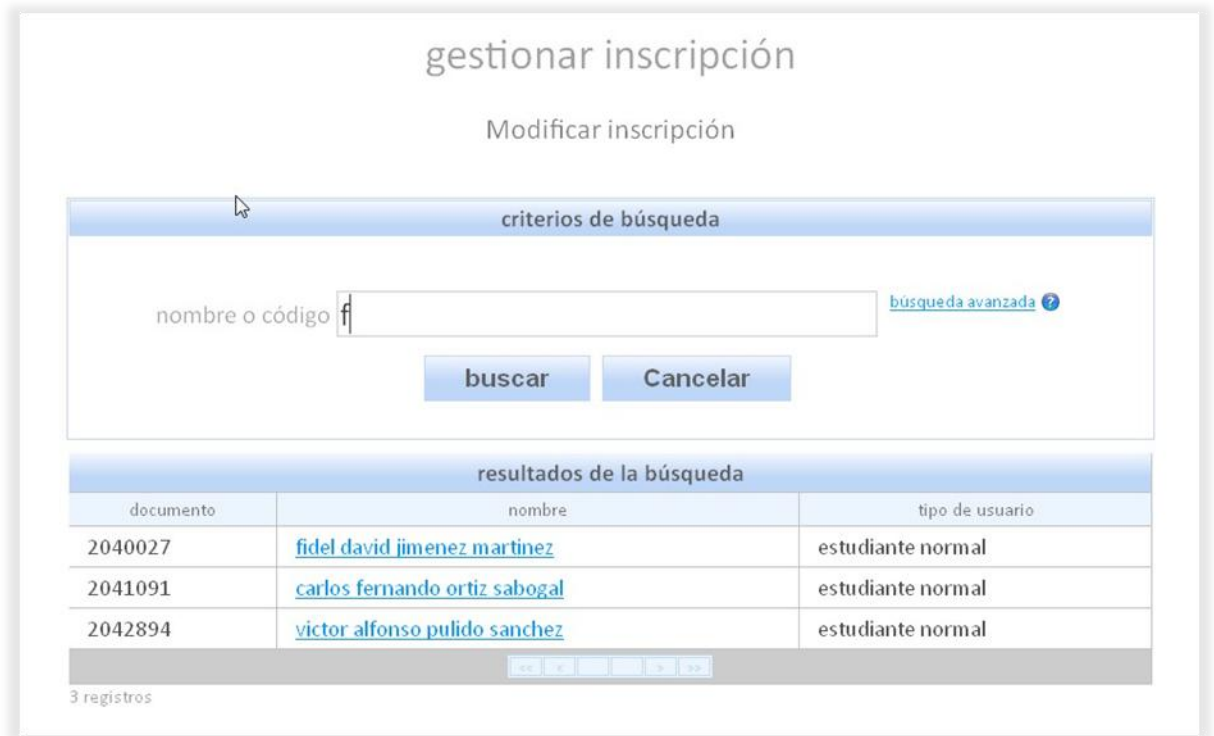 gestionar inscripción
Modificar inscripción
criterios de búsqueda
nombre o código f búsqueda avanzada ?
buscar Cancelar
resultados de la búsqueda
documento nombre tipo de usuario
2040027 fidel david jimenez martinez estudiante normal
2041091 carlos fernando ortiz sabogal estudiante normal
2042894 victor alfonso pulido sanchez estudiante normal
<< < > >>
3 registros